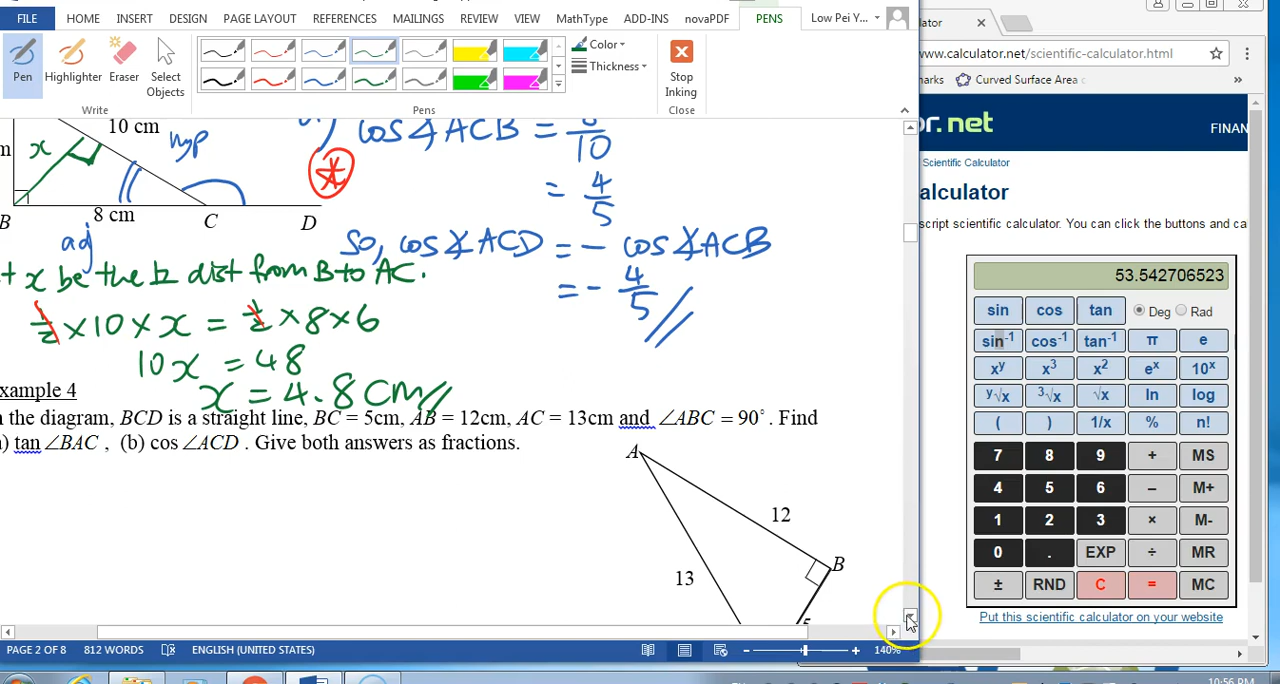 FILE HOME INSERT DESIGN PAGE LAYOUT REFERENCES MAILINGS REVIEW VIEW MathType ADD-INS novaPDF PENS Low Pei Y...
Pen Highlighter Eraser Select Objects
Color
Thickness
Stop Inking
Write Pens Close
10 cm
hyp
x
m
B 8 cm C D
adj
cos∠ACB = /10
= 4/5
So, cos∠ACD = - cos∠ACB
= - 4/5 //
x be the dist from B to AC.
1/2 × 10 × x = 1/2 × 8 × 6
10x = 48
x = 4.8 cm//
xample 4
n the diagram, BCD is a straight line, BC = 5cm, AB = 12cm, AC = 13cm and ∠ABC = 90°. Find
) tan ∠BAC , (b) cos ∠ACD . Give both answers as fractions.
A
12
B
13
5
PAGE 2 OF 8 812 WORDS ENGLISH (UNITED STATES) 140%
ulator
www.calculator.net/scientific-calculator.html
marks Curved Surface Area
or.net
FINAN
Scientific Calculator
alculator
script scientific calculator. You can click the buttons and ca
53.542706523
sin cos tan Deg Rad
sin⁻¹ cos⁻¹ tan⁻¹ π e
xʸ x³ x² eˣ 10ˣ
ʸ√x ³√x √x ln log
( ) 1/x % n!
7 8 9 + MS
4 5 6 – M+
1 2 3 × M-
0 . EXP ÷ MR
± RND C = MC
Put this scientific calculator on your website
10:56 PM